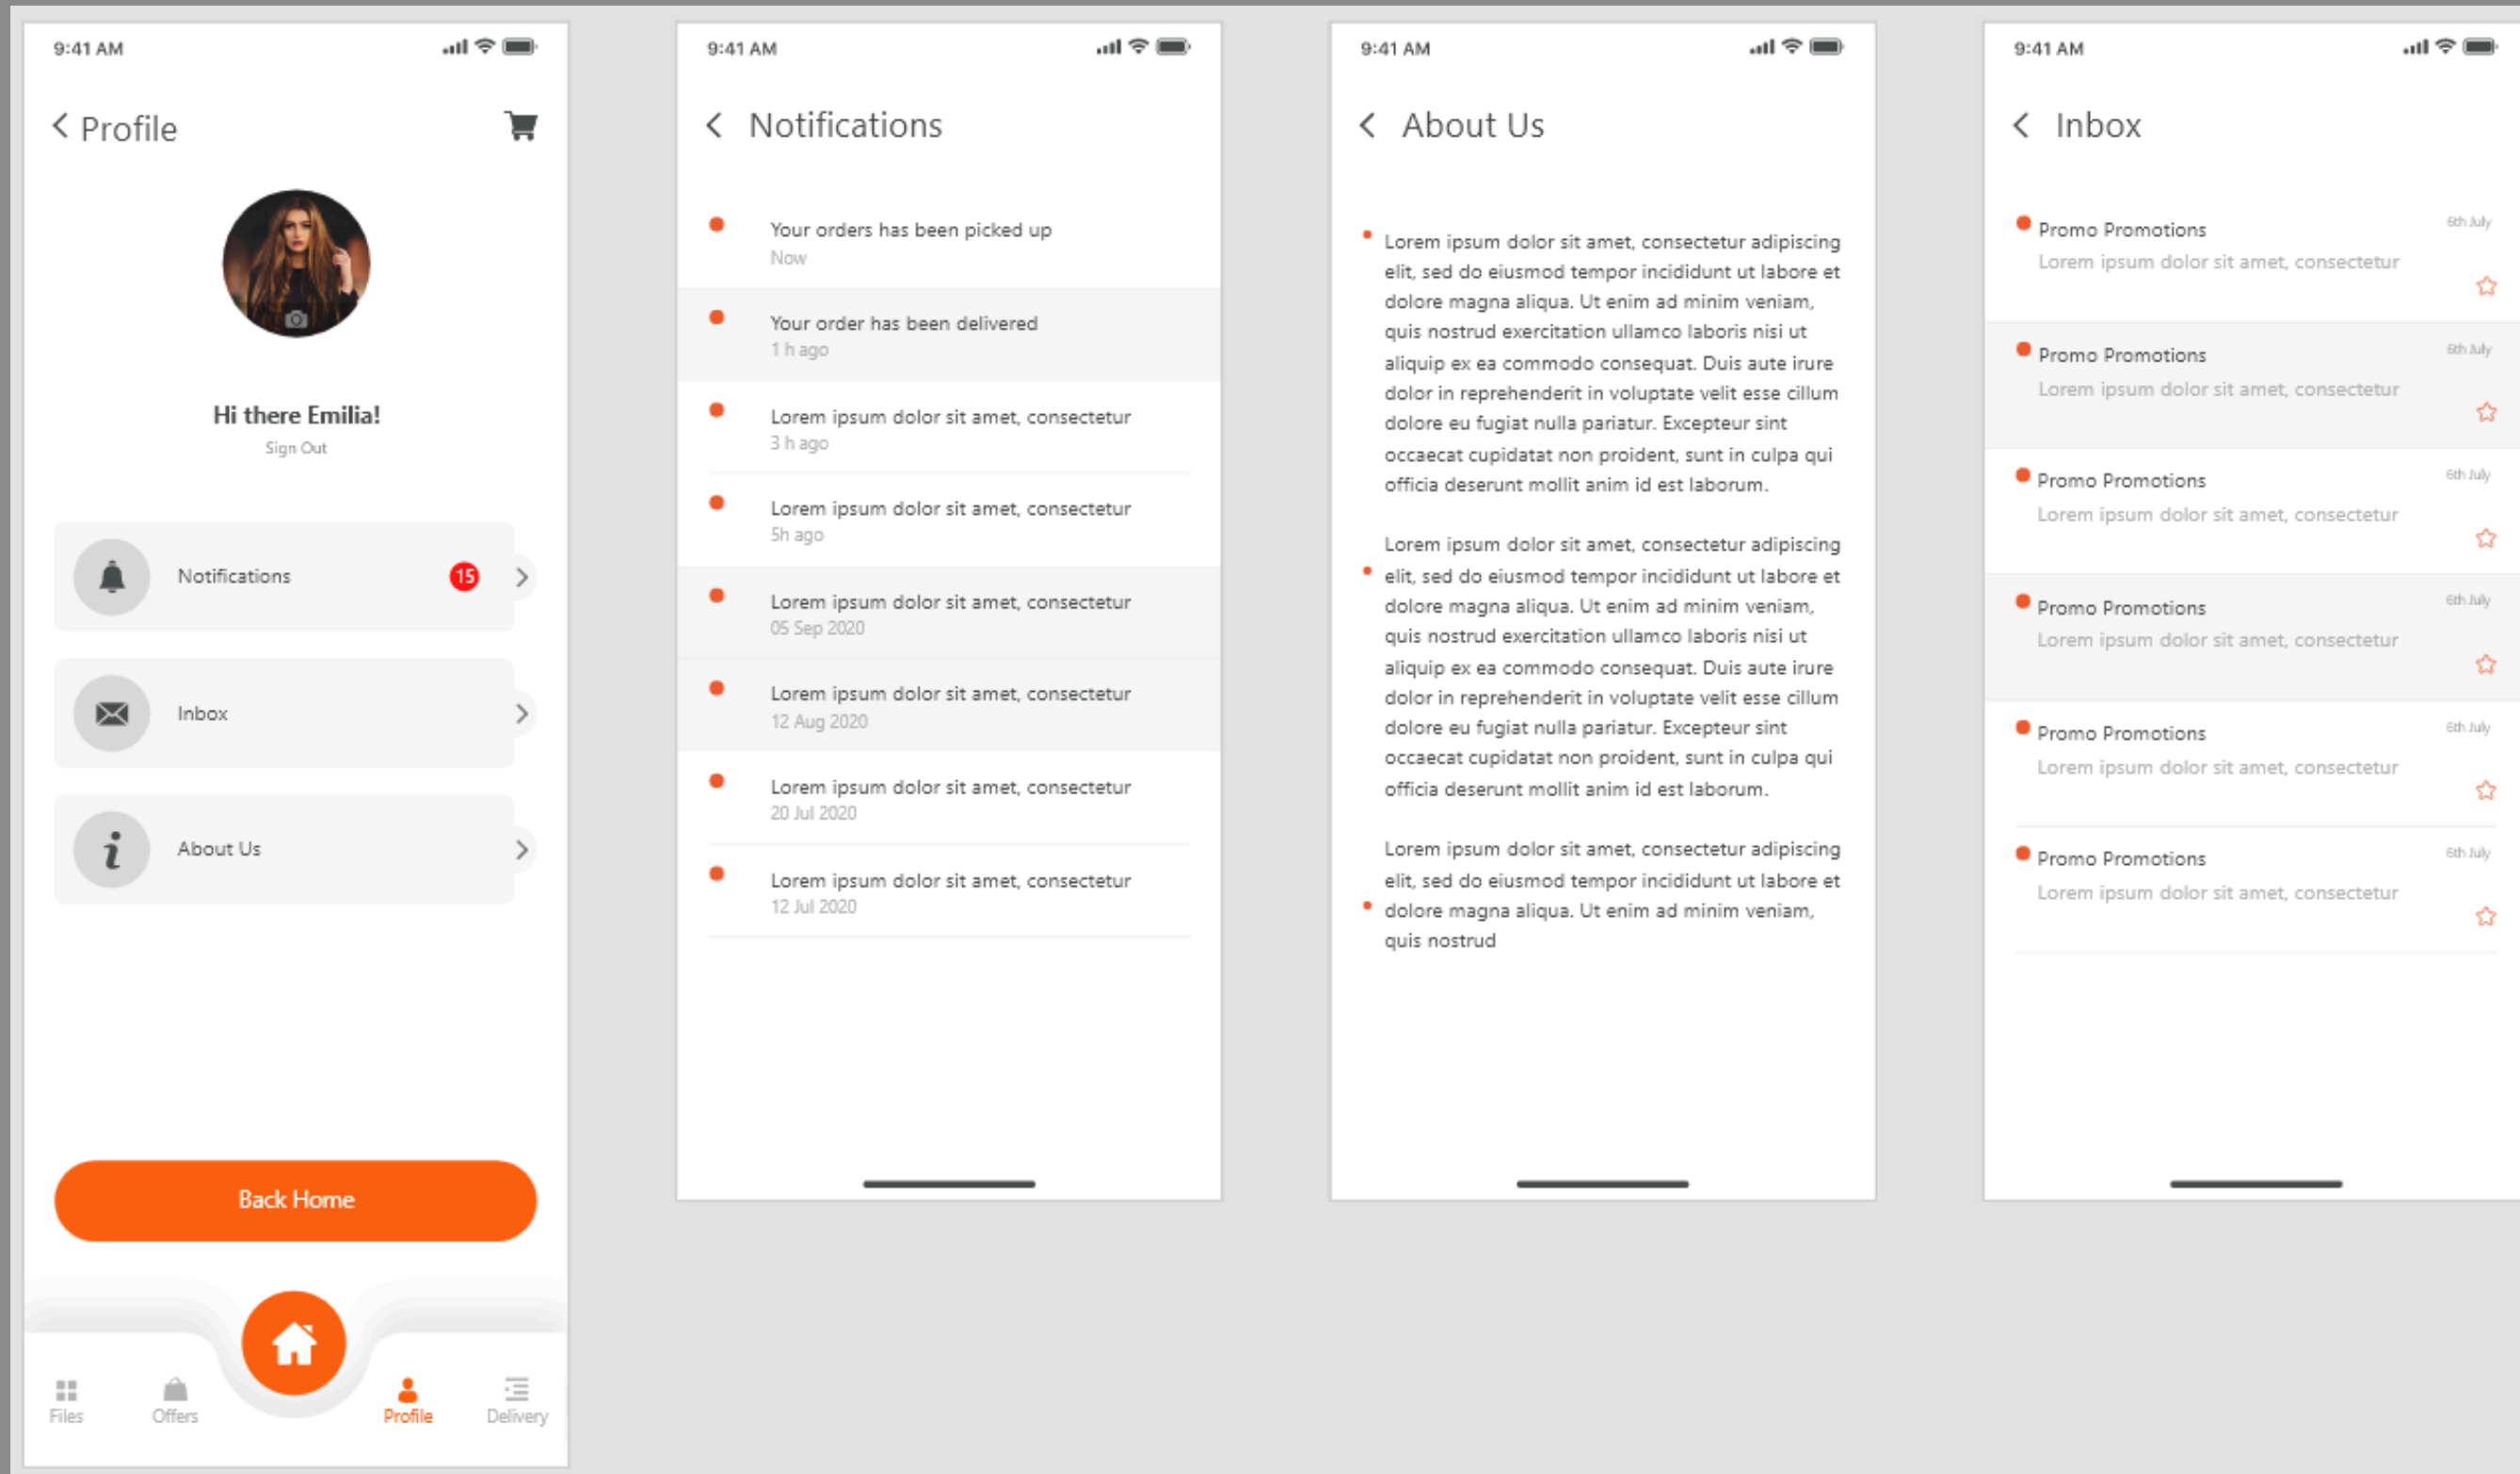 9:41 AM
Profile
Hi there Emilia!
Sign Out
Notifications
15
Inbox
About Us
Back Home
Files
Offers
Profile
Delivery
9:41 AM
Notifications
Your orders has been picked up
Now
Your order has been delivered
1 h ago
Lorem ipsum dolor sit amet, consectetur
3 h ago
Lorem ipsum dolor sit amet, consectetur
5h ago
Lorem ipsum dolor sit amet, consectetur
05 Sep 2020
Lorem ipsum dolor sit amet, consectetur
12 Aug 2020
Lorem ipsum dolor sit amet, consectetur
20 Jul 2020
Lorem ipsum dolor sit amet, consectetur
12 Jul 2020
9:41 AM
About Us
Lorem ipsum dolor sit amet, consectetur adipiscing
elit, sed do eiusmod tempor incididunt ut labore et
dolore magna aliqua. Ut enim ad minim veniam,
quis nostrud exercitation ullamco laboris nisi ut
aliquip ex ea commodo consequat. Duis aute irure
dolor in reprehenderit in voluptate velit esse cillum
dolore eu fugiat nulla pariatur. Excepteur sint
occaecat cupidatat non proident, sunt in culpa qui
officia deserunt mollit anim id est laborum.
Lorem ipsum dolor sit amet, consectetur adipiscing
elit, sed do eiusmod tempor incididunt ut labore et
dolore magna aliqua. Ut enim ad minim veniam,
quis nostrud exercitation ullamco laboris nisi ut
aliquip ex ea commodo consequat. Duis aute irure
dolor in reprehenderit in voluptate velit esse cillum
dolore eu fugiat nulla pariatur. Excepteur sint
occaecat cupidatat non proident, sunt in culpa qui
officia deserunt mollit anim id est laborum.
Lorem ipsum dolor sit amet, consectetur adipiscing
elit, sed do eiusmod tempor incididunt ut labore et
dolore magna aliqua. Ut enim ad minim veniam,
quis nostrud
9:41 AM
Inbox
Promo Promotions
6th July
Lorem ipsum dolor sit amet, consectetur
Promo Promotions
6th July
Lorem ipsum dolor sit amet, consectetur
Promo Promotions
6th July
Lorem ipsum dolor sit amet, consectetur
Promo Promotions
6th July
Lorem ipsum dolor sit amet, consectetur
Promo Promotions
6th July
Lorem ipsum dolor sit amet, consectetur
Promo Promotions
6th July
Lorem ipsum dolor sit amet, consectetur